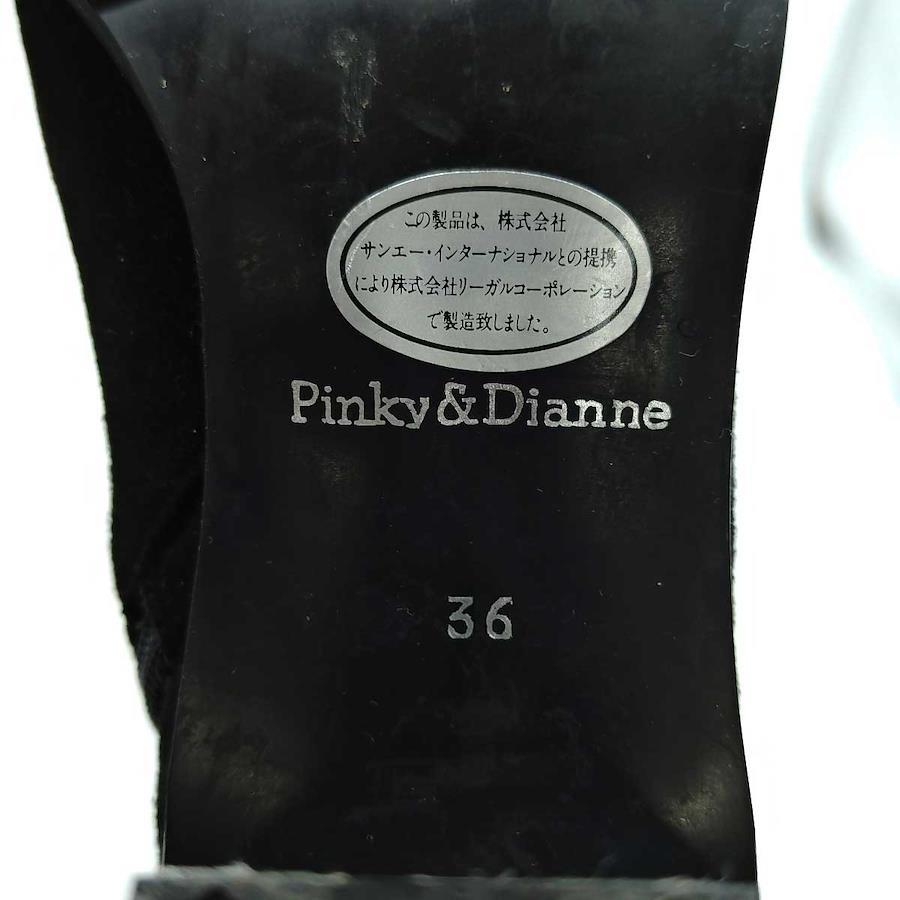 この製品は、株式会社
サンエー・インターナショナルとの提携
により株式会社リーガルコーポレーション
で製造致しました。
Pinky&Dianne
36